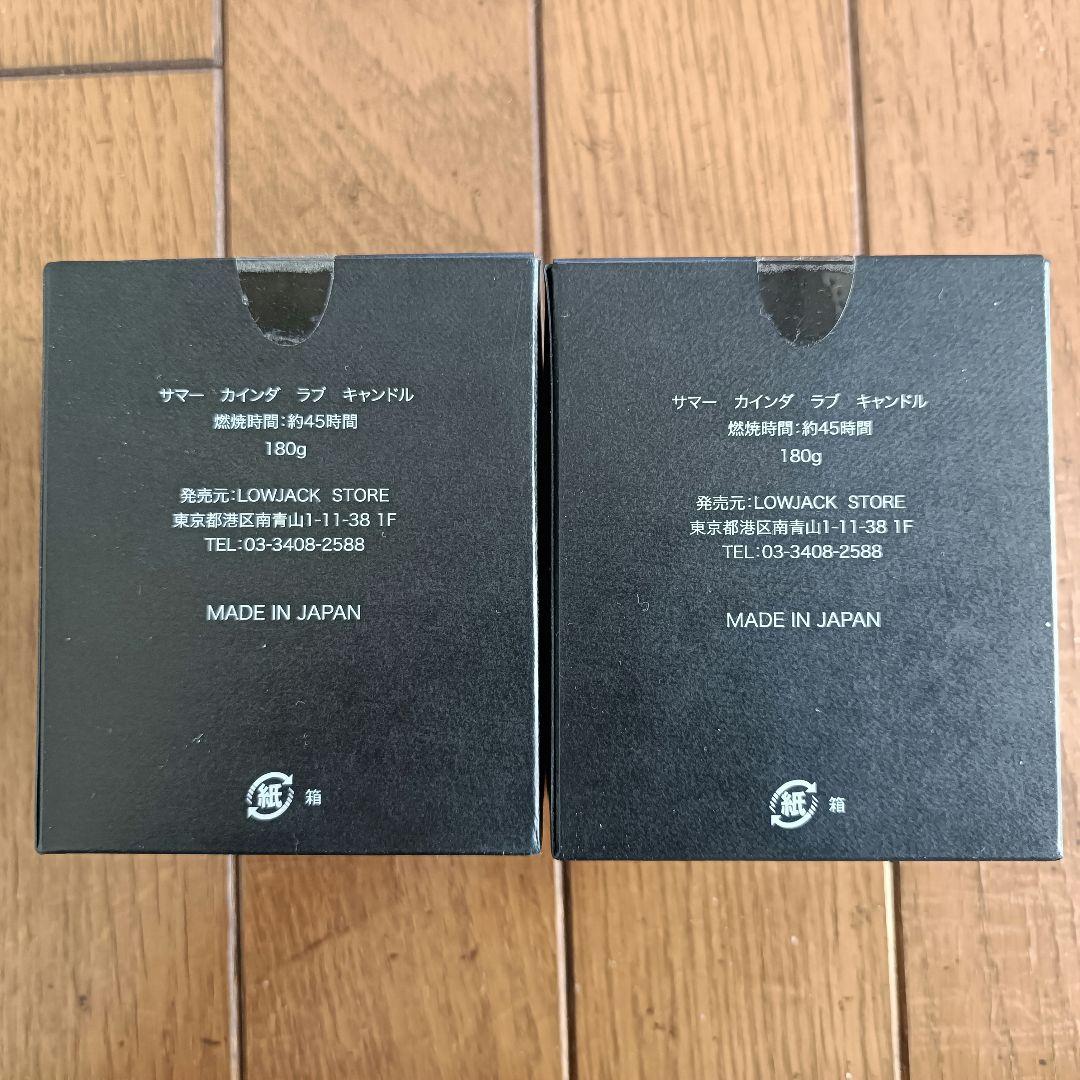 サマー　カインダ　ラブ　キャンドル
燃焼時間：約45時間
180g
発売元：LOWJACK STORE
東京都港区南青山1-11-38 1F
TEL：03-3408-2588
MADE IN JAPAN
紙 箱
サマー　カインダ　ラブ　キャンドル
燃焼時間：約45時間
180g
発売元：LOWJACK STORE
東京都港区南青山1-11-38 1F
TEL：03-3408-2588
MADE IN JAPAN
紙 箱